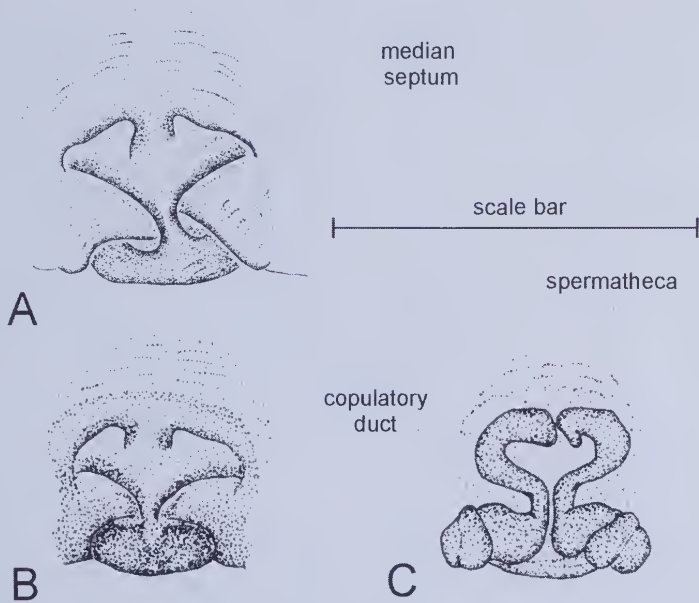 median
septum
scale bar
spermatheca
A
copulatory
duct
B
C